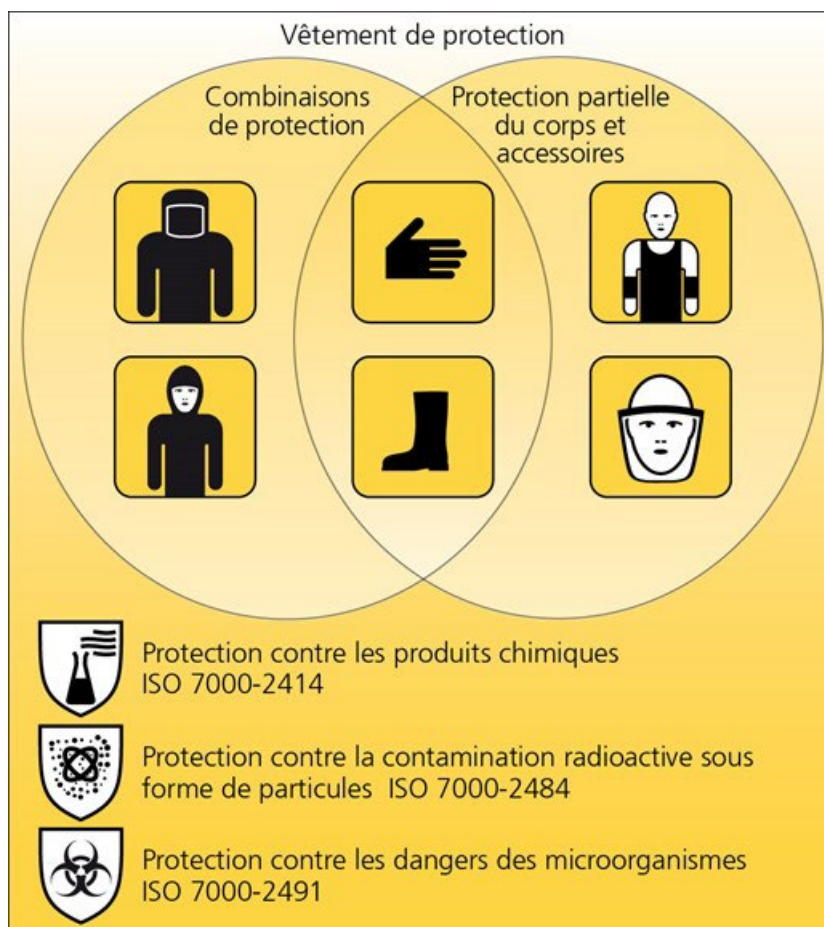 Vêtement de protection
Combinaisons
de protection
Protection partielle
du corps et
accessoires
Protection contre les produits chimiques
ISO 7000-2414
Protection contre la contamination radioactive sous
forme de particules ISO 7000-2484
Protection contre les dangers des microorganismes
ISO 7000-2491